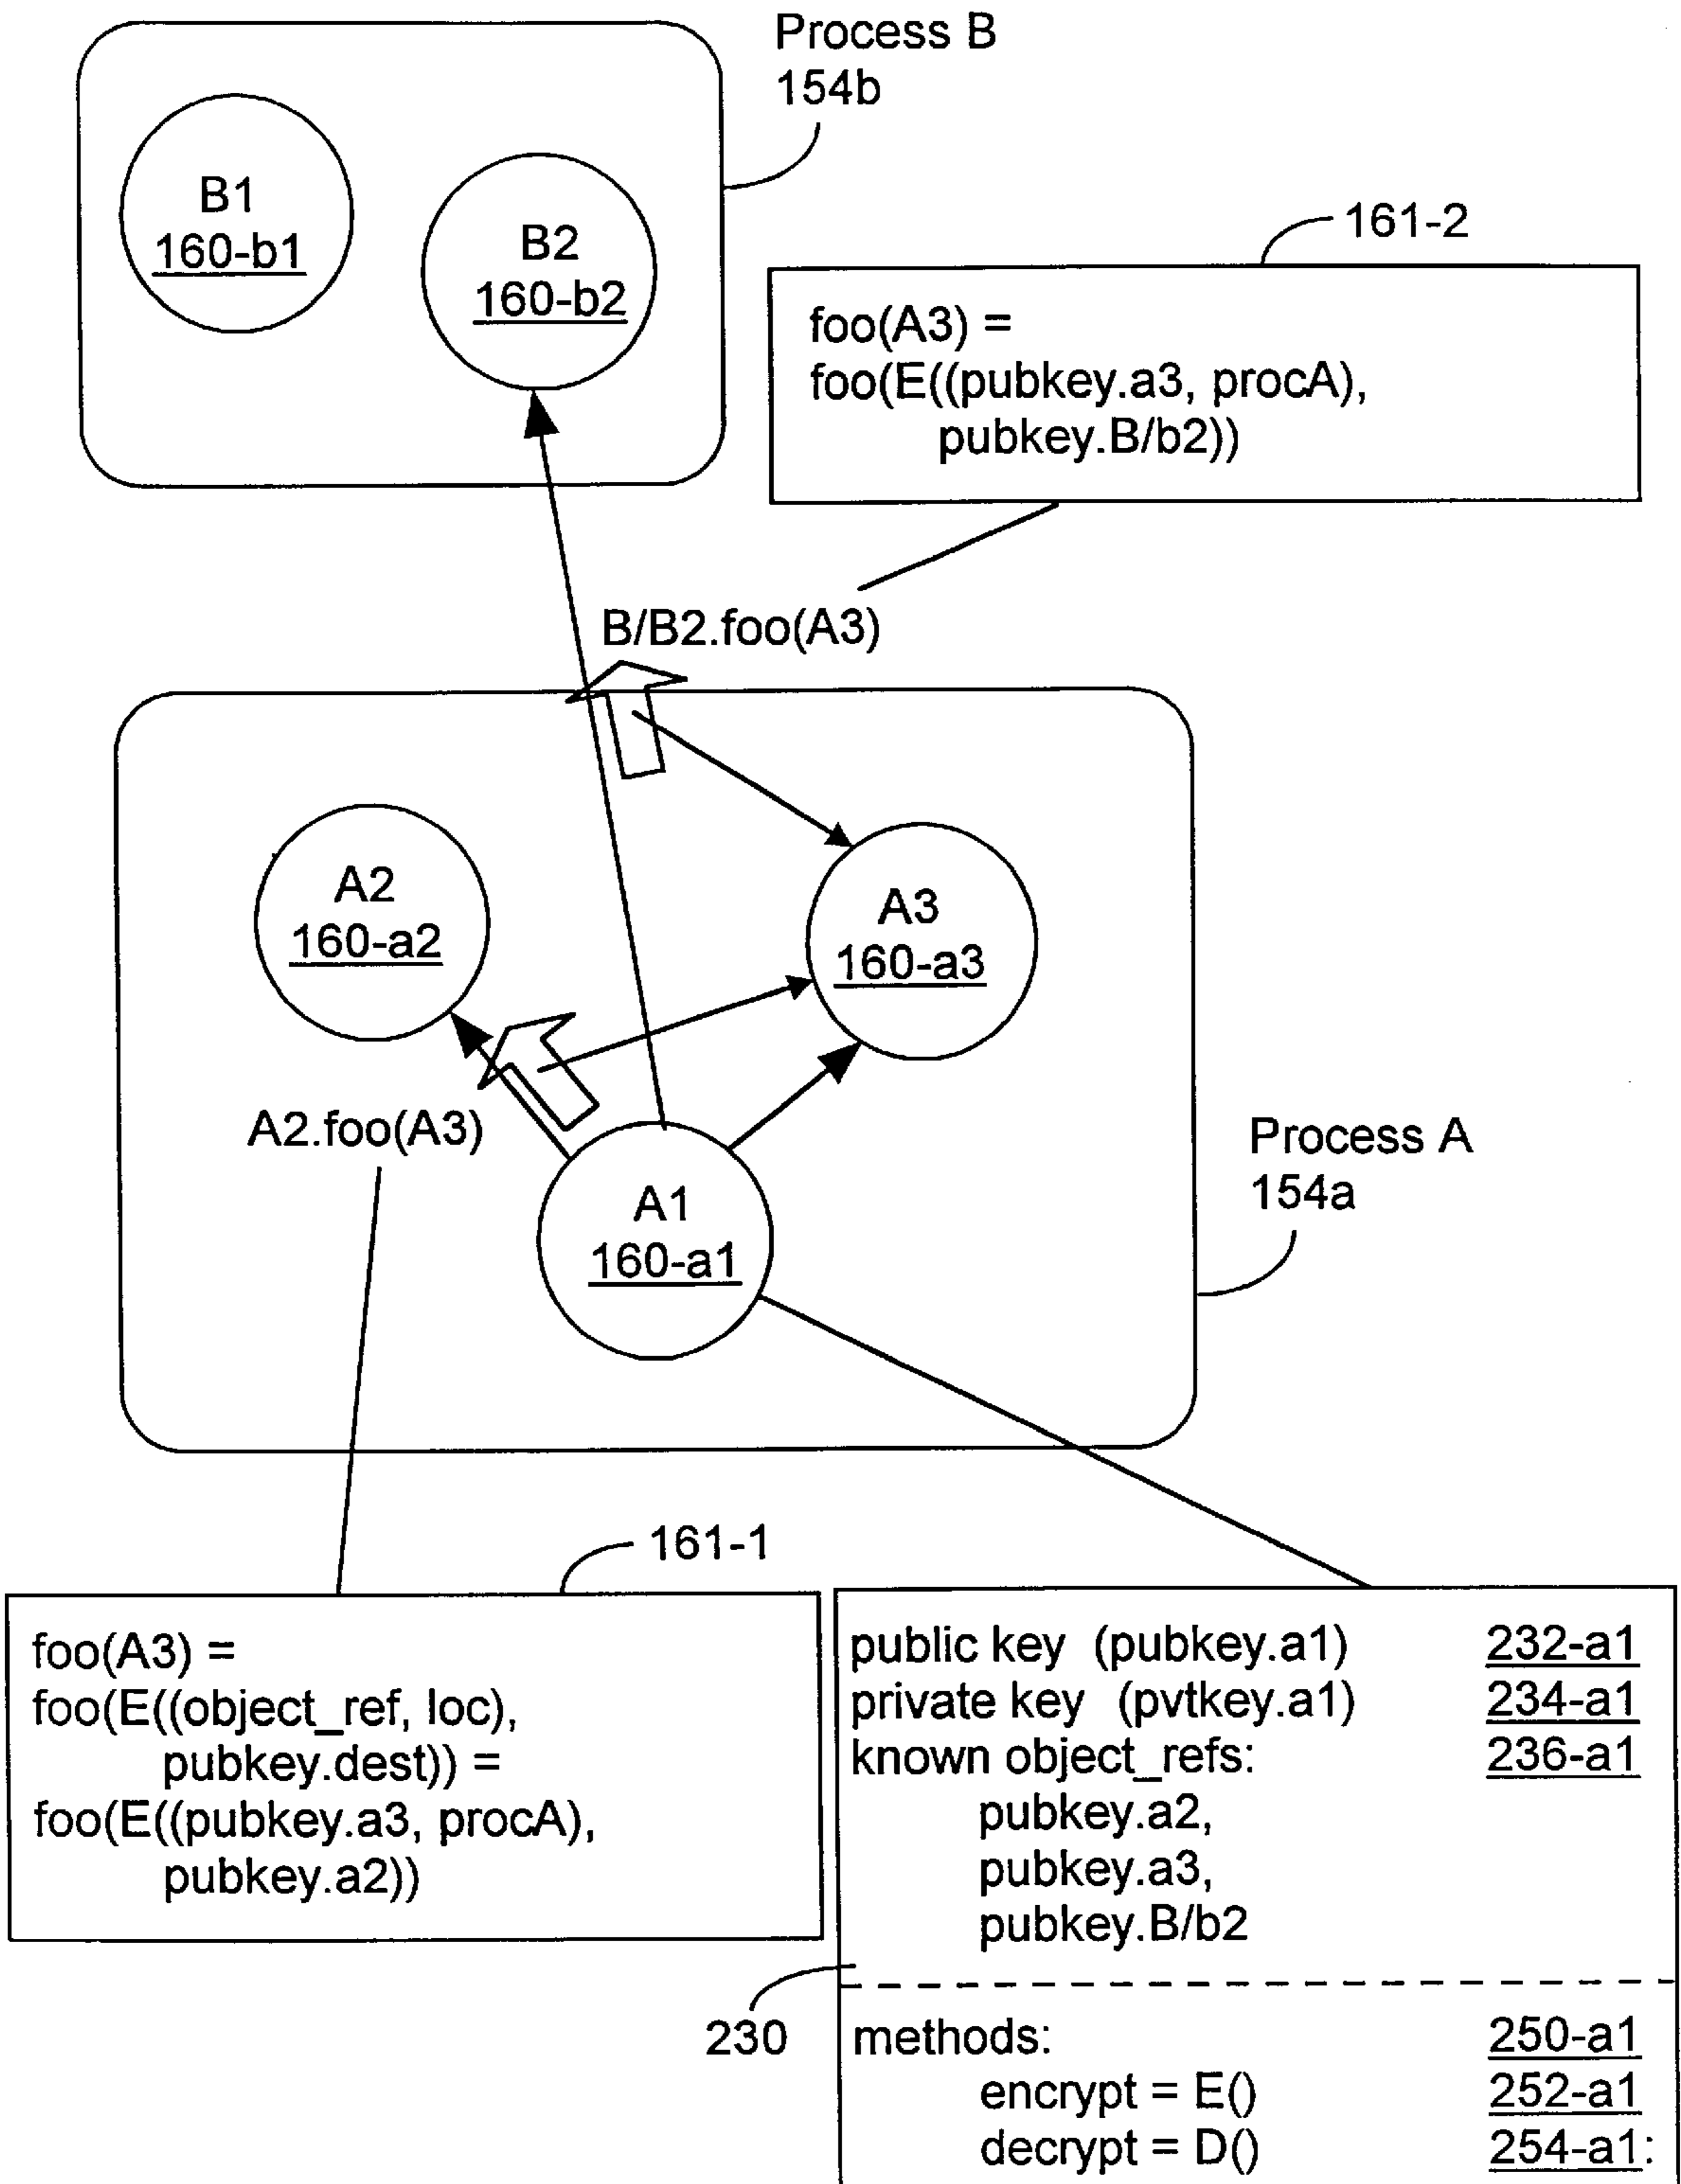 Process B
154b
B1
160-b1
B2
160-b2
161-2
foo(A3) =
foo(E((pubkey.a3, procA),
pubkey.B/b2))
B/B2.foo(A3)
A2
160-a2
A3
160-a3
A2.foo(A3)
A1
160-a1
Process A
154a
161-1
foo(A3) =
foo(E((object_ref, loc),
pubkey.dest)) =
foo(E((pubkey.a3, procA),
pubkey.a2))
public key (pubkey.a1) 232-a1
private key (pvtkey.a1) 234-a1
known object_refs: 236-a1
pubkey.a2,
pubkey.a3,
pubkey.B/b2
230
methods: 250-a1
encrypt = E() 252-a1
decrypt = D() 254-a1: